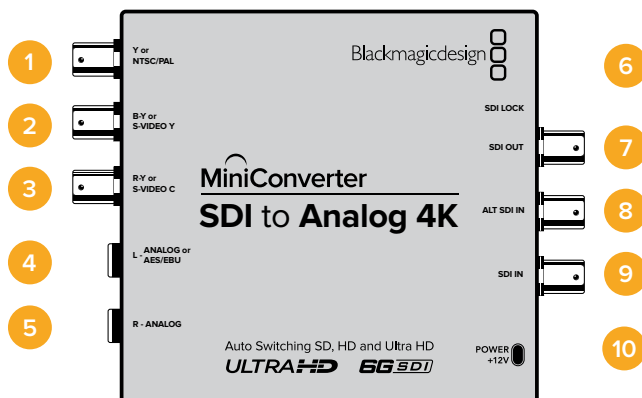 1
Y or
NTSC/PAL
2
B-Y or
S-VIDEO Y
3
R-Y or
S-VIDEO C
4
L - ANALOG or
AES/EBU
5
R - ANALOG
Blackmagicdesign
MiniConverter
SDI to Analog 4K
Auto Switching SD, HD and Ultra HD
ULTRA HD 6G SDI
6
SDI LOCK
7
SDI OUT
8
ALT SDI IN
9
SDI IN
10
POWER
+12V